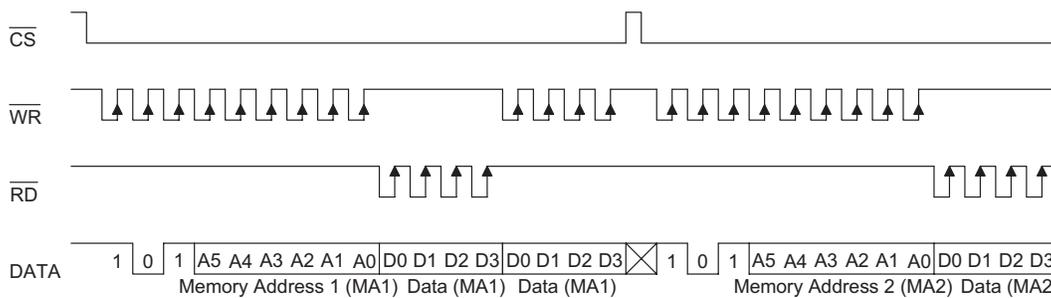 CS
WR
RD
DATA 1 0 1 A5 A4 A3 A2 A1 A0 D0 D1 D2 D3 D0 D1 D2 D3 1 0 1 A5 A4 A3 A2 A1 A0 D0 D1 D2 D3
Memory Address 1 (MA1) Data (MA1) Data (MA1) Memory Address 2 (MA2) Data (MA2